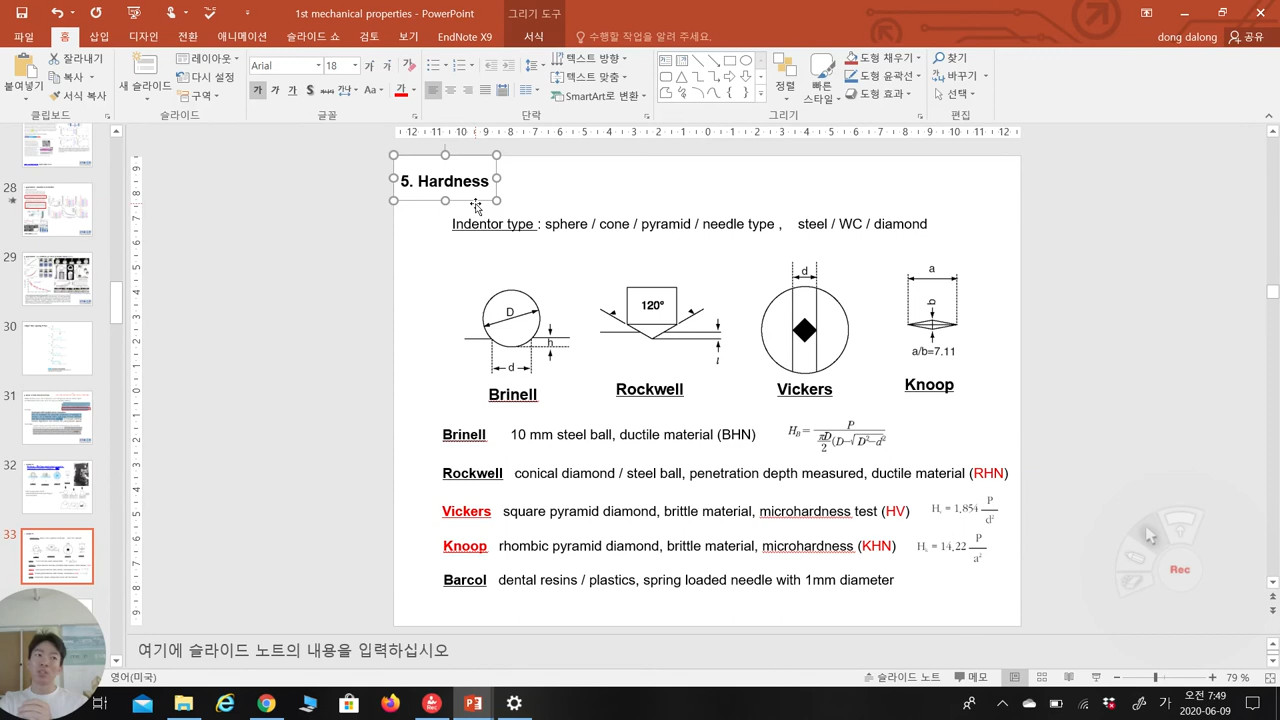 1st mechanical
dong dalong
공유
파일
홈
삽입
디자인
전환
애니메이션
슬라이드 쇼
검토
보기
EndNote X9
서식
수행할 작업을 알려 주세요.
붙여넣기
잘라내기
복사
서식 복사
클립보드
새 슬라이드
레이아웃
다시 설정
구역
슬라이드
Arial
18
글꼴
텍스트 방향
텍스트 맞춤
SmartArt로 변환
단락
정렬
빠른
스타일
도형 채우기
도형 윤곽선
도형 효과
그리기
찾기
바꾸기
선택
편집
28
29
30
31
32
33
5. Hardness
Indentor type : sphere / cone / pyramid / needle type , steel / WC / diamond
D
h
d
120°
l
d
a
b
a/b=7.11
Brinell
Rockwell
Vickers
Knoop
Brinell 0 mm steel ball, ductile material (BHN)
Rockwell conical diamond / steel ball, penetration depth measured, ductile material (RHN)
Vickers square pyramid diamond, brittle material, microhardness test (HV)
Knoop rhombic pyramid diamond, brittle material, microhardness (KHN)
Barcol dental resins / plastics, spring loaded needle with 1mm diameter
Rec
여기에 슬라이드 노트의 내용을 입력하십시오
영어(미국)
슬라이드 노트
메모
79 %
오전 7:49
2020-06-09